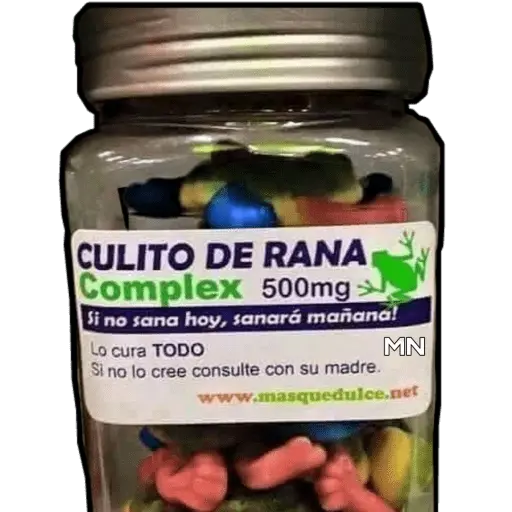 CULITO DE RANA
Complex 500mg
Si no sana hoy, sanará mañana!
MN
Lo cura TODO
Si no lo cree consulte con su madre.
www.masquedulce.net